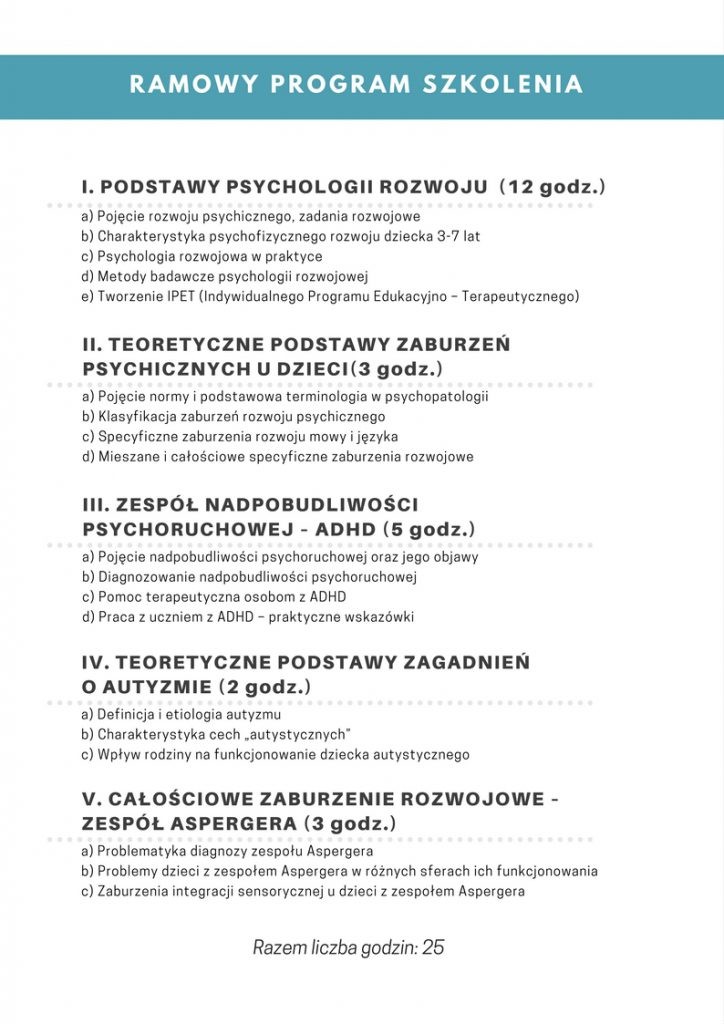 RAMOWY PROGRAM SZKOLENIA
I. PODSTAWY PSYCHOLOGII ROZWOJU (12 godz.)
a) Pojęcie rozwoju psychicznego, zadania rozwojowe
b) Charakterystyka psychofizycznego rozwoju dziecka 3-7 lat
c) Psychologia rozwojowa w praktyce
d) Metody badawcze psychologii rozwojowej
e) Tworzenie IPET (Indywidualnego Programu Edukacyjno – Terapeutycznego)
II. TEORETYCZNE PODSTAWY ZABURZEŃ
PSYCHICZNYCH U DZIECI(3 godz.)
a) Pojęcie normy i podstawowa terminologia w psychopatologii
b) Klasyfikacja zaburzeń rozwoju psychicznego
c) Specyficzne zaburzenia rozwoju mowy i języka
d) Mieszane i całościowe specyficzne zaburzenia rozwojowe
III. ZESPÓŁ NADPOBUDLIWOŚCI
PSYCHORUCHOWEJ - ADHD (5 godz.)
a) Pojęcie nadpobudliwości psychoruchowej oraz jego objawy
b) Diagnozowanie nadpobudliwości psychoruchowej
c) Pomoc terapeutyczna osobom z ADHD
d) Praca z uczniem z ADHD – praktyczne wskazówki
IV. TEORETYCZNE PODSTAWY ZAGADNIEŃ
O AUTYZMIE (2 godz.)
a) Definicja i etiologia autyzmu
b) Charakterystyka cech „autystycznych”
c) Wpływ rodziny na funkcjonowanie dziecka autystycznego
V. CAŁOŚCIOWE ZABURZENIE ROZWOJOWE -
ZESPÓŁ ASPERGERA (3 godz.)
a) Problematyka diagnozy zespołu Aspergera
b) Problemy dzieci z zespołem Aspergera w różnych sferach ich funkcjonowania
c) Zaburzenia integracji sensorycznej u dzieci z zespołem Aspergera
Razem liczba godzin: 25